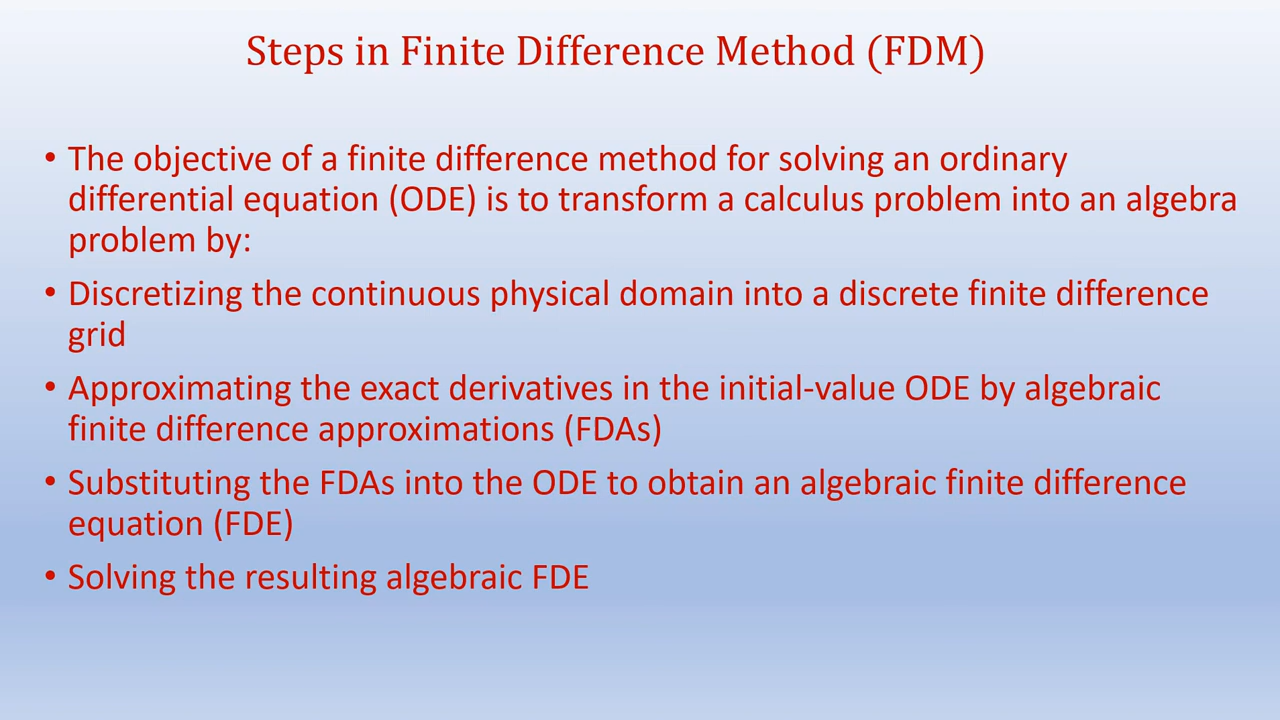 Steps in Finite Difference Method (FDM)
• The objective of a finite difference method for solving an ordinary
differential equation (ODE) is to transform a calculus problem into an algebra
problem by:
• Discretizing the continuous physical domain into a discrete finite difference
grid
• Approximating the exact derivatives in the initial-value ODE by algebraic
finite difference approximations (FDAs)
• Substituting the FDAs into the ODE to obtain an algebraic finite difference
equation (FDE)
• Solving the resulting algebraic FDE